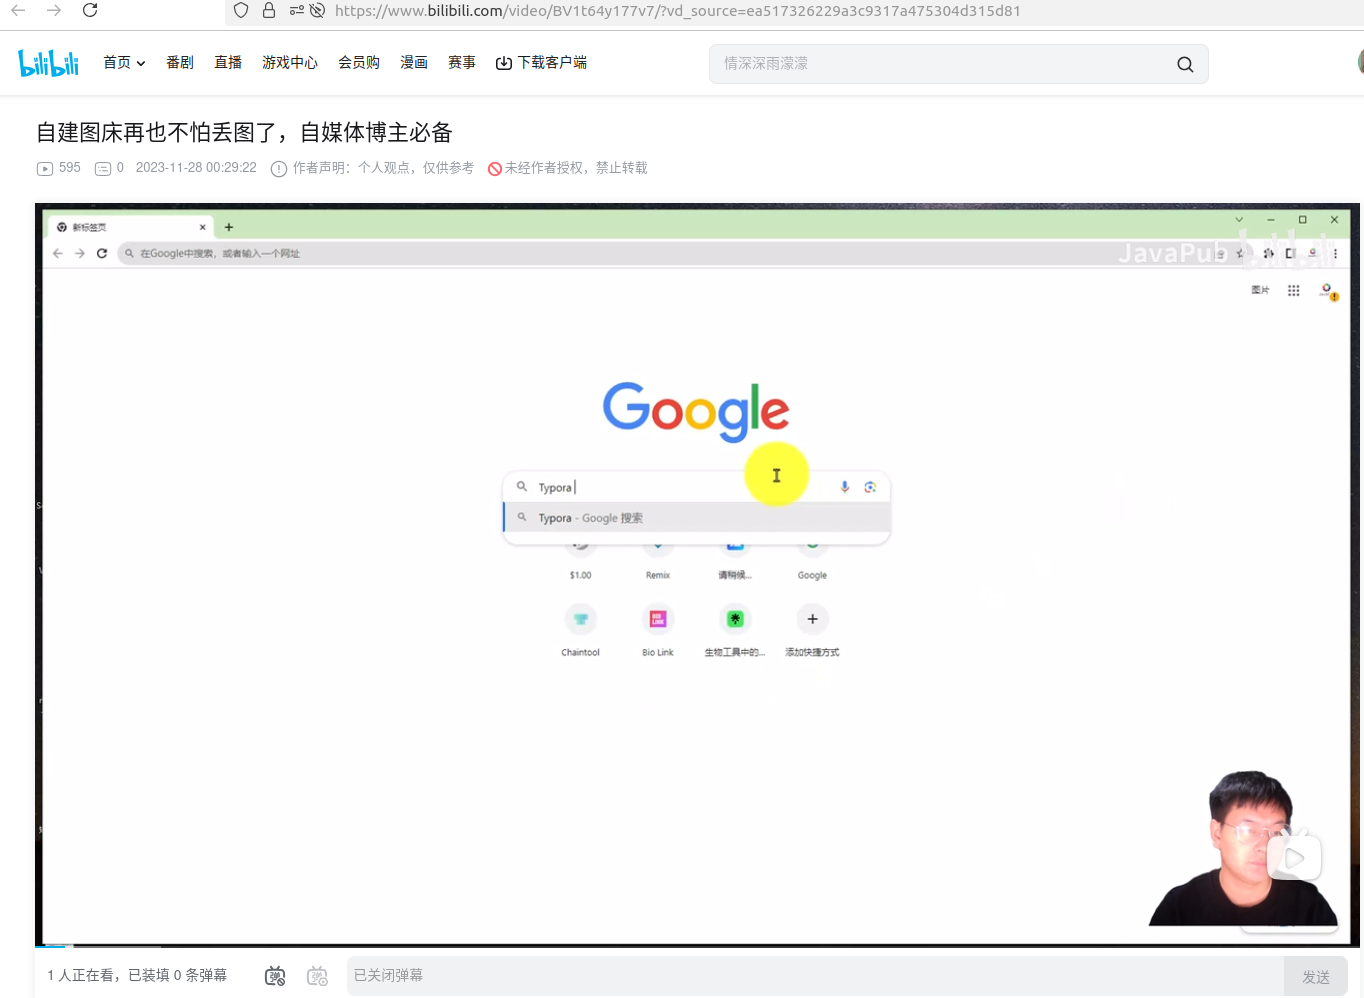 https://www.bilibili.com/video/BV1t64y177v7/?vd_source=ea517326229a3c9317a475304d315d81
bilibili 首页 番剧 直播 游戏中心 会员购 漫画 赛事 下载客户端 情深深雨濛濛
自建图床再也不怕丢图了，自媒体博主必备
595 0 2023-11-28 00:29:22 作者声明：个人观点，仅供参考 未经作者授权，禁止转载
新标签页
在Google中搜索，或者输入一个网址
JavaPub bilibili
图片
Google
Typora
Typora - Google 搜索
$1.00 Remix 请稍候... Google
BIO LINK
Chaintool Bio Link 生物工具中的... 添加快捷方式
1 人正在看，已装填 0 条弹幕 已关闭弹幕 发送